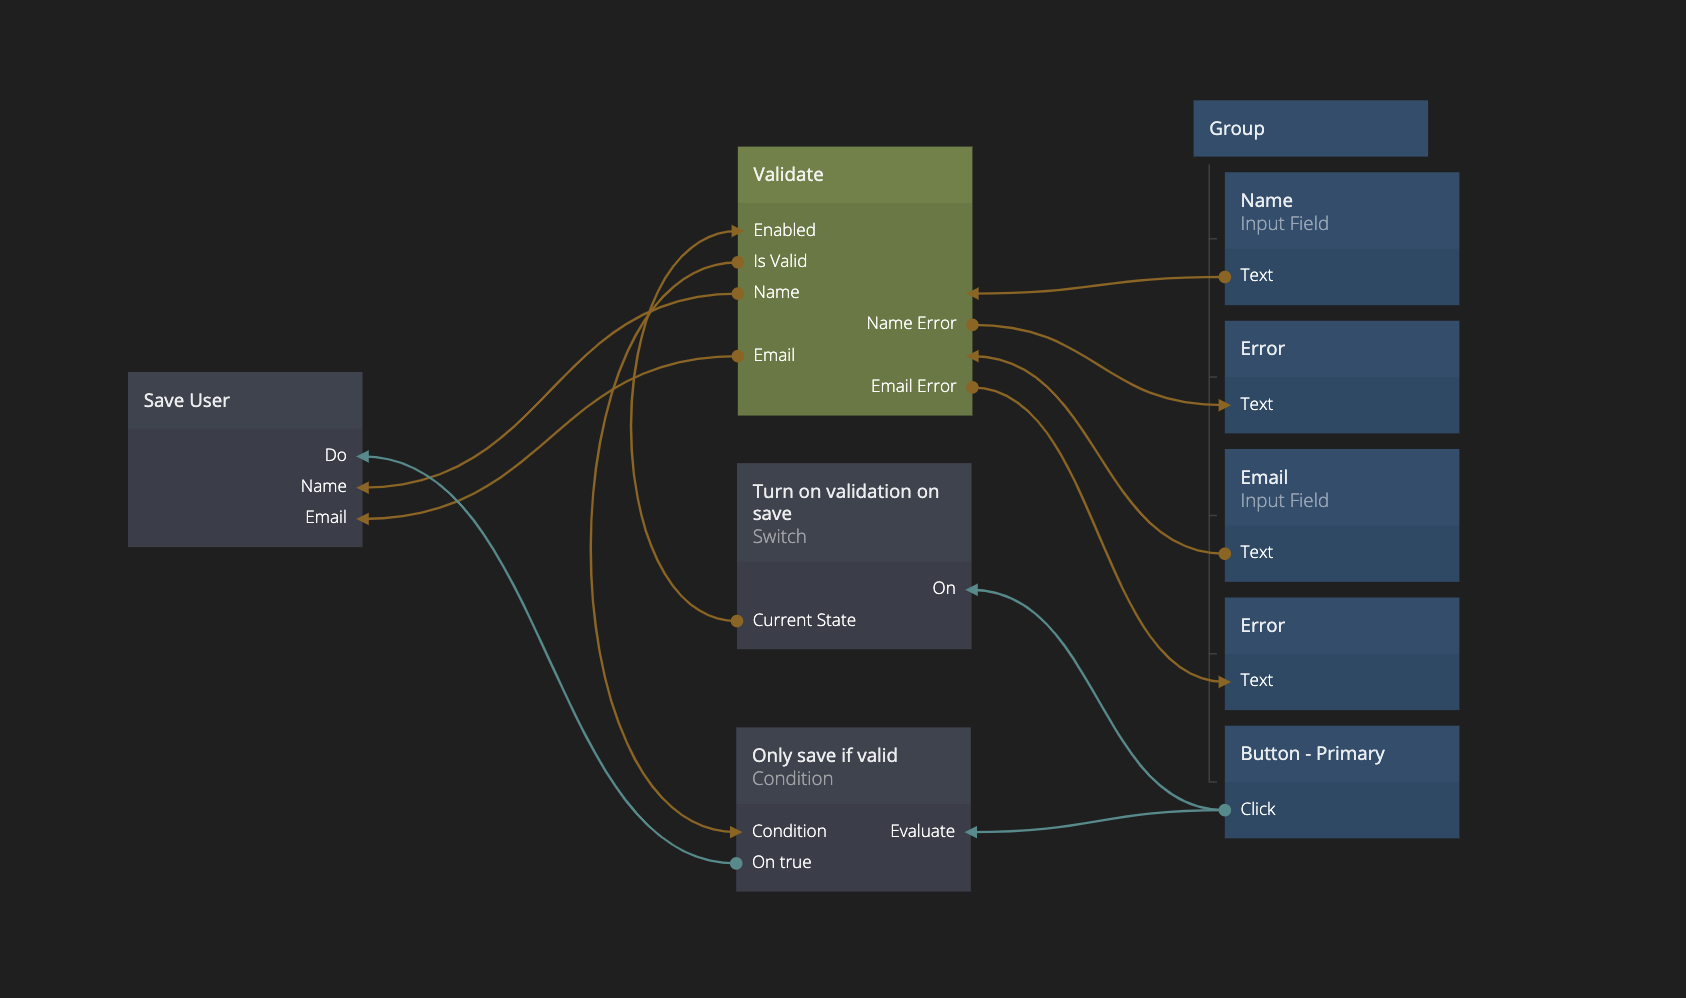 Group
Name
Input Field
Text
Error
Text
Email
Input Field
Text
Error
Text
Button - Primary
Click
Validate
Enabled
Is Valid
Name
Name Error
Email
Email Error
Turn on validation on
save
Switch
On
Current State
Only save if valid
Condition
Condition Evaluate
On true
Save User
Do
Name
Email